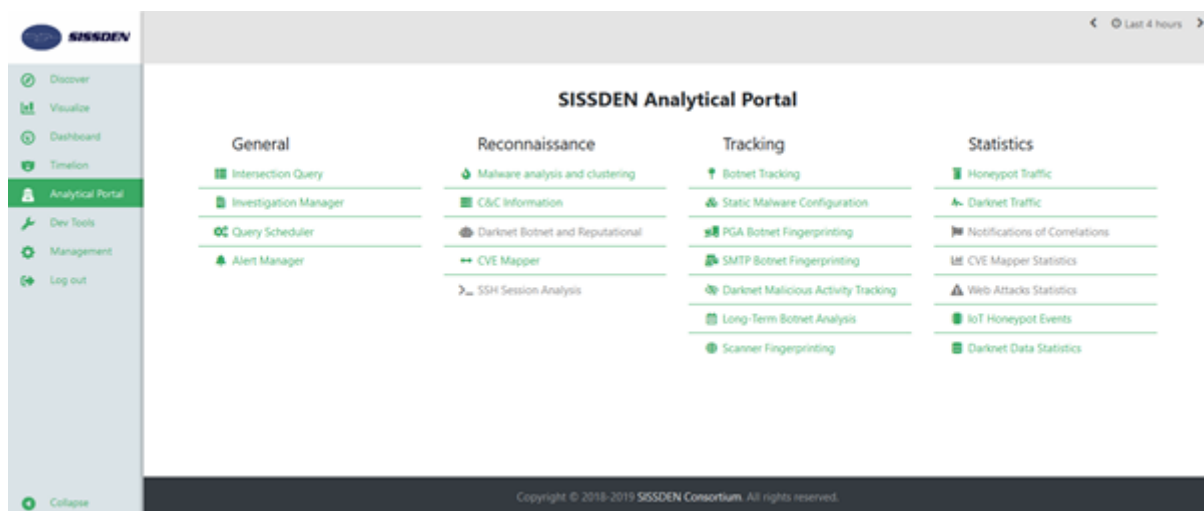 SISSDEN
Last 4 hours
Discover
Visualize
Dashboard
Timelion
Analytical Portal
Dev Tools
Management
Log out
Collapse
SISSDEN Analytical Portal
General
Intersection Query
Investigation Manager
Query Scheduler
Alert Manager
Reconnaissance
Malware analysis and clustering
C&C Information
Darknet Botnet and Reputational
CVE Mapper
SSH Session Analysis
Tracking
Botnet Tracking
Static Malware Configuration
PGA Botnet Fingerprinting
SMTP Botnet Fingerprinting
Darknet Malicious Activity Tracking
Long-Term Botnet Analysis
Scanner Fingerprinting
Statistics
Honeypot Traffic
Darknet Traffic
Notifications of Correlations
CVE Mapper Statistics
Web Attacks Statistics
IoT Honeypot Events
Darknet Data Statistics
Copyright © 2018-2019 SISSDEN Consortium. All rights reserved.